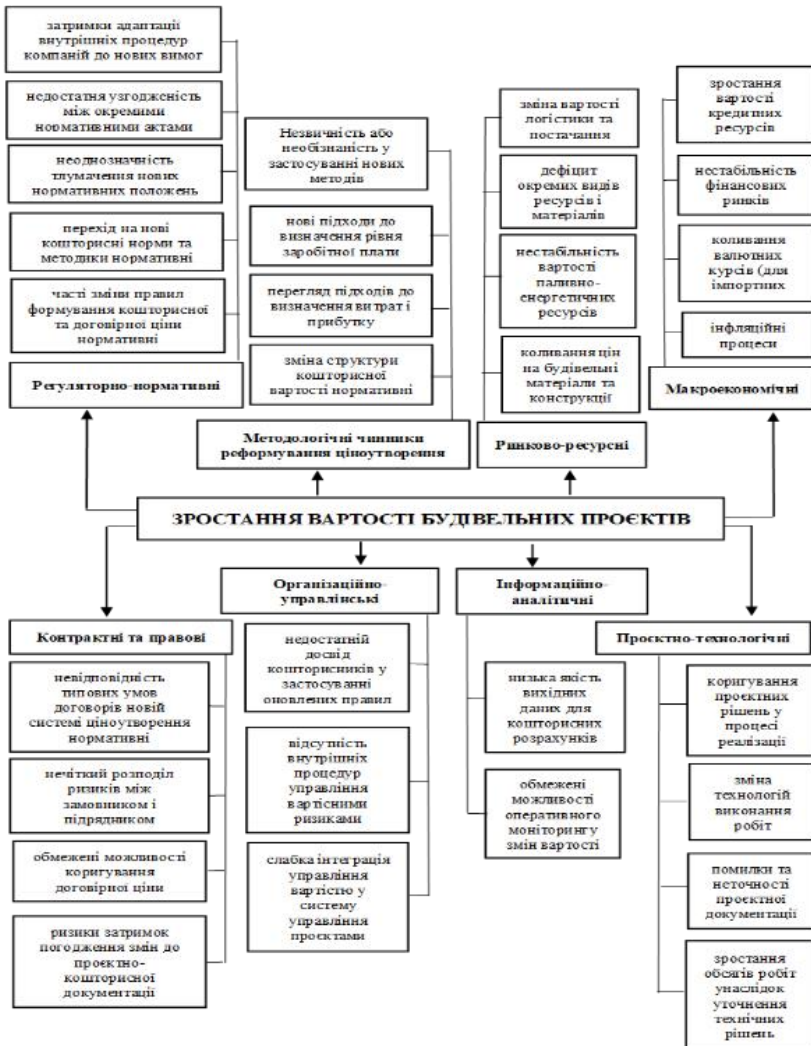 затримки адаптації
внутрішніх процедур
компаній до нових вимог
недостатня узгодженість
між окремими
нормативними актами
неоднозначність
тлумачення нових
нормативних положень
перехід на нові
кошторисні норми та
методики нормативні
часті зміни правил
формування кошторисної
та договірної ціни
нормативні
Регуляторно-нормативні
Незвичність або
необізнаність у
застосуванні нових
методів
нові підходи до
визначення рівня
заробітної плати
перегляд підходів до
визначення витрат і
прибутку
зміна структури
кошторисної
вартості нормативні
Методологічні чинники
реформування ціноутворення
зміна вартості
логістики та
постачання
дефіцит
окремих видів
ресурсів і
матеріалів
нестабільність
вартості
паливно-
енергетичних
ресурсів
коливання цін
на будівельні
матеріали та
конструкції
Ринково-ресурсні
зростання
вартості
кредитних
ресурсів
нестабільність
фінансових
ринків
коливання
валютних
курсів (для
імпортних
інфляційні
процеси
Макроекономічні
ЗРОСТАННЯ ВАРТОСТІ БУДІВЕЛЬНИХ ПРОЄКТІВ
Контрактні та правові
невідповідність
типових умов
договорів новій
системі ціноутворення
нормативні
нечіткий розподіл
ризиків між
замовником і
підрядником
обмежені можливості
коригування
договірної ціни
ризики затримок
погодження змін до
проєктно-
кошторисної
документації
Організаційно-
управлінські
недостатній
досвід
кошторисників у
застосуванні
оновлених правил
відсутність
внутрішніх
процедур
управління
вартісними
ризиками
слабка інтеграція
управління
вартістю у
систему
управління
проєктами
Інформаційно-
аналітичні
низька якість
вихідних
даних для
кошторисних
розрахунків
обмежені
можливості
оперативного
моніторингу
змін вартості
Проєктно-технологічні
коригування
проєктних
рішень у
процесі
реалізації
зміна
технологій
виконання
робіт
помилки та
неточності
проєктної
документації
зростання
обсягів робіт
унаслідок
уточнення
технічних
рішень